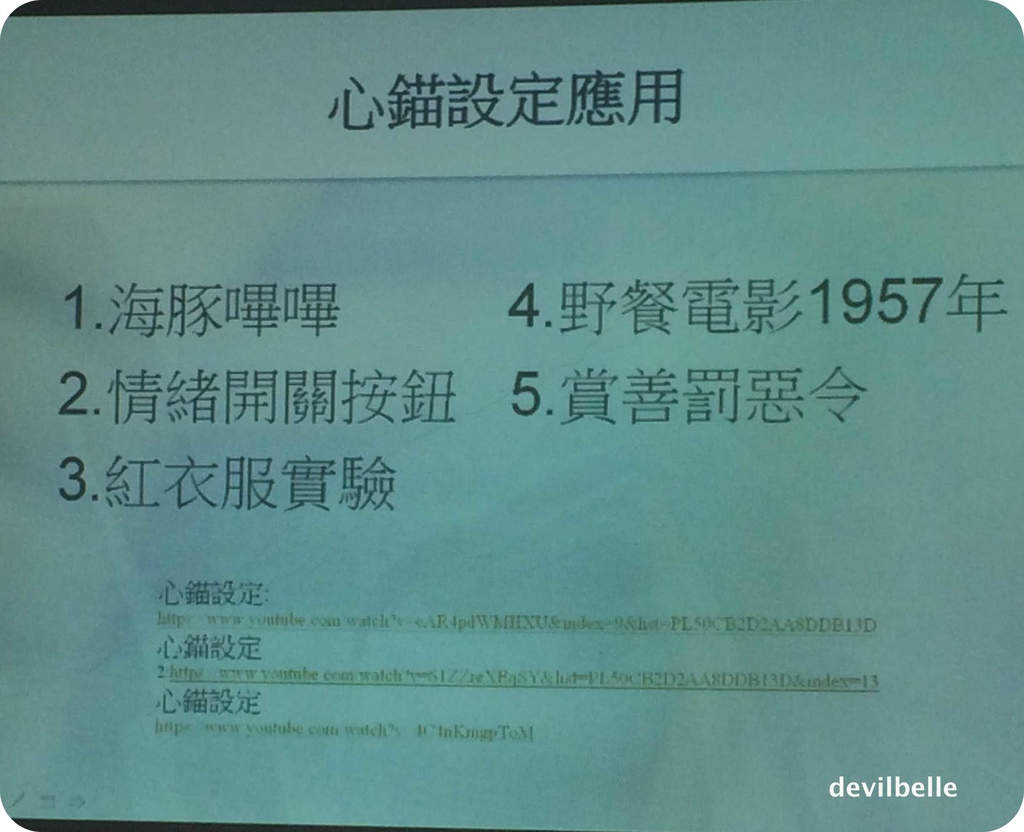 心錨設定應用
1.海豚嗶嗶
2.情緒開關按鈕
3.紅衣服實驗
4.野餐電影1957年
5.賞善罰惡令
心錨設定:
心錨設定
心錨設定
devilbelle